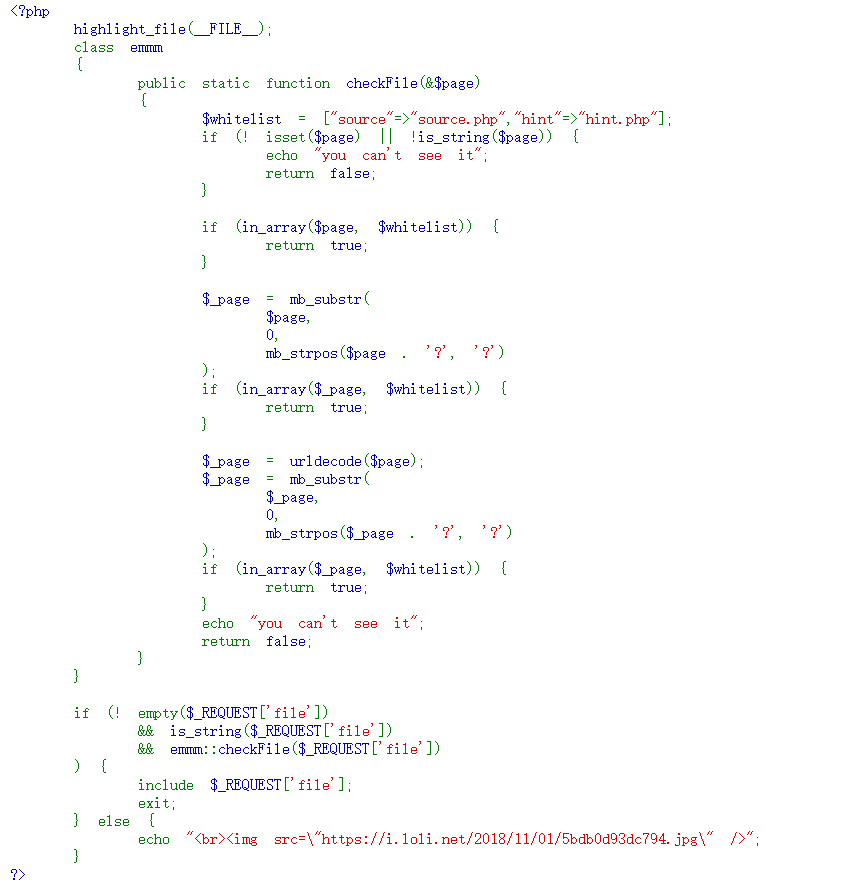 <?php
highlight_file(__FILE__);
class emmm
{
public static function checkFile(&$page)
{
$whitelist = ["source"=>"source.php","hint"=>"hint.php"];
if (! isset($page) || !is_string($page)) {
echo "you can't see it";
return false;
}
if (in_array($page, $whitelist)) {
return true;
}
$_page = mb_substr(
$page,
0,
mb_strpos($page . '?', '?')
);
if (in_array($_page, $whitelist)) {
return true;
}
$_page = urldecode($page);
$_page = mb_substr(
$_page,
0,
mb_strpos($_page . '?', '?')
);
if (in_array($_page, $whitelist)) {
return true;
}
echo "you can't see it";
return false;
}
}
if (! empty($_REQUEST['file'])
&& is_string($_REQUEST['file'])
&& emmm::checkFile($_REQUEST['file'])
) {
include $_REQUEST['file'];
exit;
} else {
echo "<br><img src=\"https://i.loli.net/2018/11/01/5bdb0d93dc794.jpg\" />";
}
?>